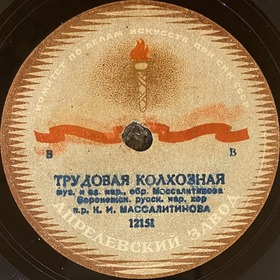 КОМИТЕТ ПО ДЕЛАМ ИСКУССТВ ПРИ СНК СССР
В В
ТРУДОВАЯ КОЛХОЗНАЯ
муз. и сл. нар., обр. Массалитинова
Воронежск. русск. нар. хор
п.р. К. И. МАССАЛИТИНОВА
12151
АПРЕЛЕВСКИЙ ЗАВОД